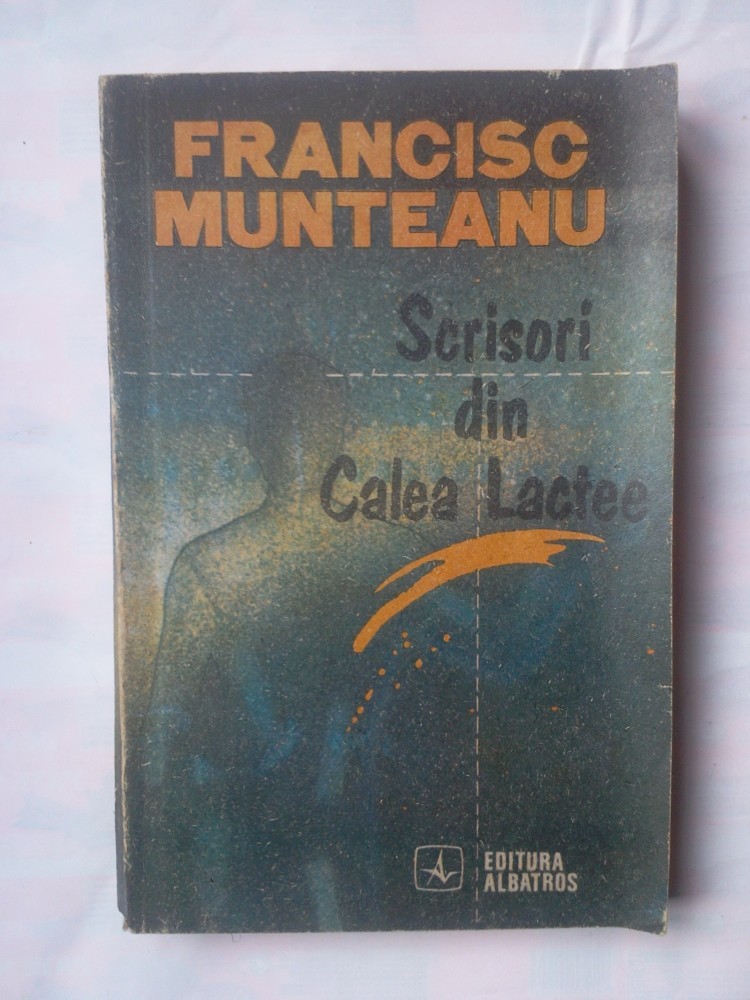 FRANCISC
MUNTEANU
Scrisori
din
Calea Lactee
EDITURA
ALBATROS